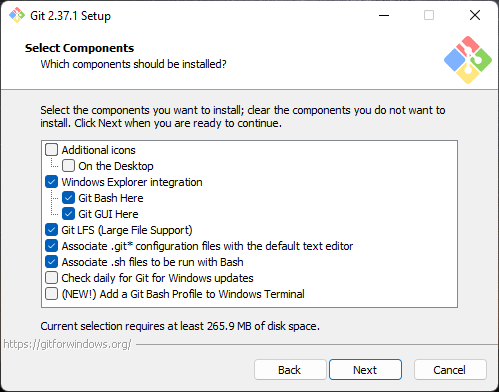 Git 2.37.1 Setup
Select Components
Which components should be installed?
Select the components you want to install; clear the components you do not want to
install. Click Next when you are ready to continue.
Additional icons
On the Desktop
Windows Explorer integration
Git Bash Here
Git GUI Here
Git LFS (Large File Support)
Associate .git* configuration files with the default text editor
Associate .sh files to be run with Bash
Check daily for Git for Windows updates
(NEW!) Add a Git Bash Profile to Windows Terminal
Current selection requires at least 265.9 MB of disk space.
https://gitforwindows.org/
Back
Next
Cancel